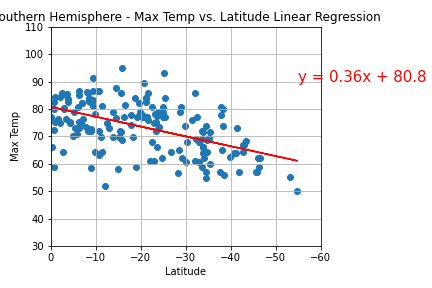 outhern Hemisphere - Max Temp vs. Latitude Linear Regression
110
100
90
80
70
60
50
40
30
Max Temp
y = 0.36x + 80.8
0 −10 −20 −30 −40 −50 −60
Latitude